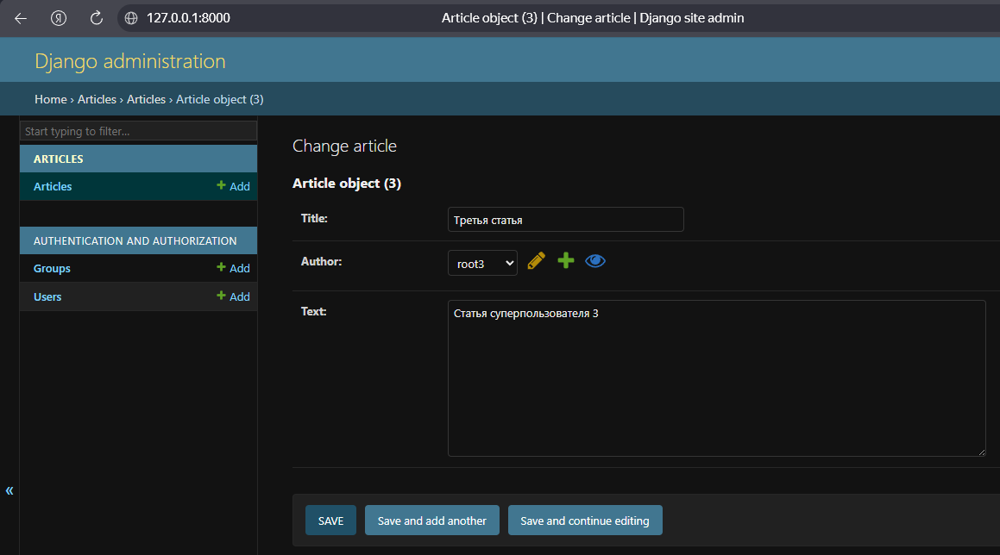 127.0.0.1:8000 Article object (3) | Change article | Django site admin
Django administration
Home › Articles › Articles › Article object (3)
Start typing to filter...
ARTICLES
Articles + Add
AUTHENTICATION AND AUTHORIZATION
Groups + Add
Users + Add
«
Change article
Article object (3)
Title: Третья статья
Author: root3
Text: Статья суперпользователя 3
SAVE Save and add another Save and continue editing